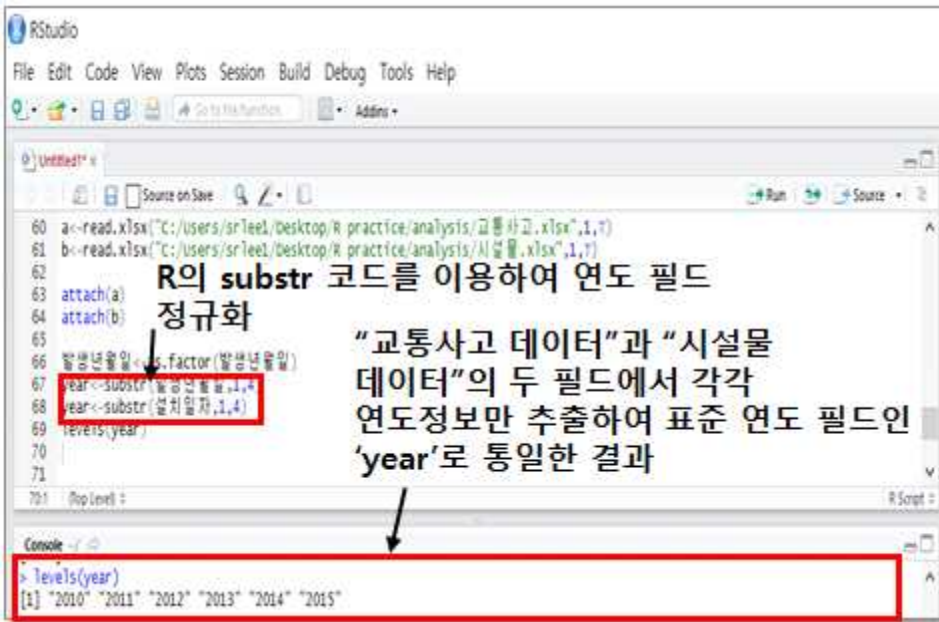 RStudio
File Edit Code View Plots Session Build Debug Tools Help
Go to file/function Addins
Untitled1*
Source on Save Run Source
60 a<-read.xlsx("C:/Users/srlee1/Desktop/R practice/analysis/교통사고.xlsx",1,7)
61 b<-read.xlsx("C:/Users/srlee1/Desktop/R practice/analysis/시설물.xlsx",1,7)
62
R의 substr 코드를 이용하여 연도 필드
정규화
63 attach(a)
64 attach(b)
65
“교통사고 데이터”과 “시설물
데이터”의 두 필드에서 각각
연도정보만 추출하여 표준 연도 필드인
‘year’로 통일한 결과
66 발생년월일<-as.factor(발생년월일)
67 year<-substr(발생년월일,1,4)
68 year<-substr(설치일자,1,4)
69 levels(year)
70
71
70:1 (Top Level) R Script
Console ~/
> levels(year)
[1] "2010" "2011" "2012" "2013" "2014" "2015"